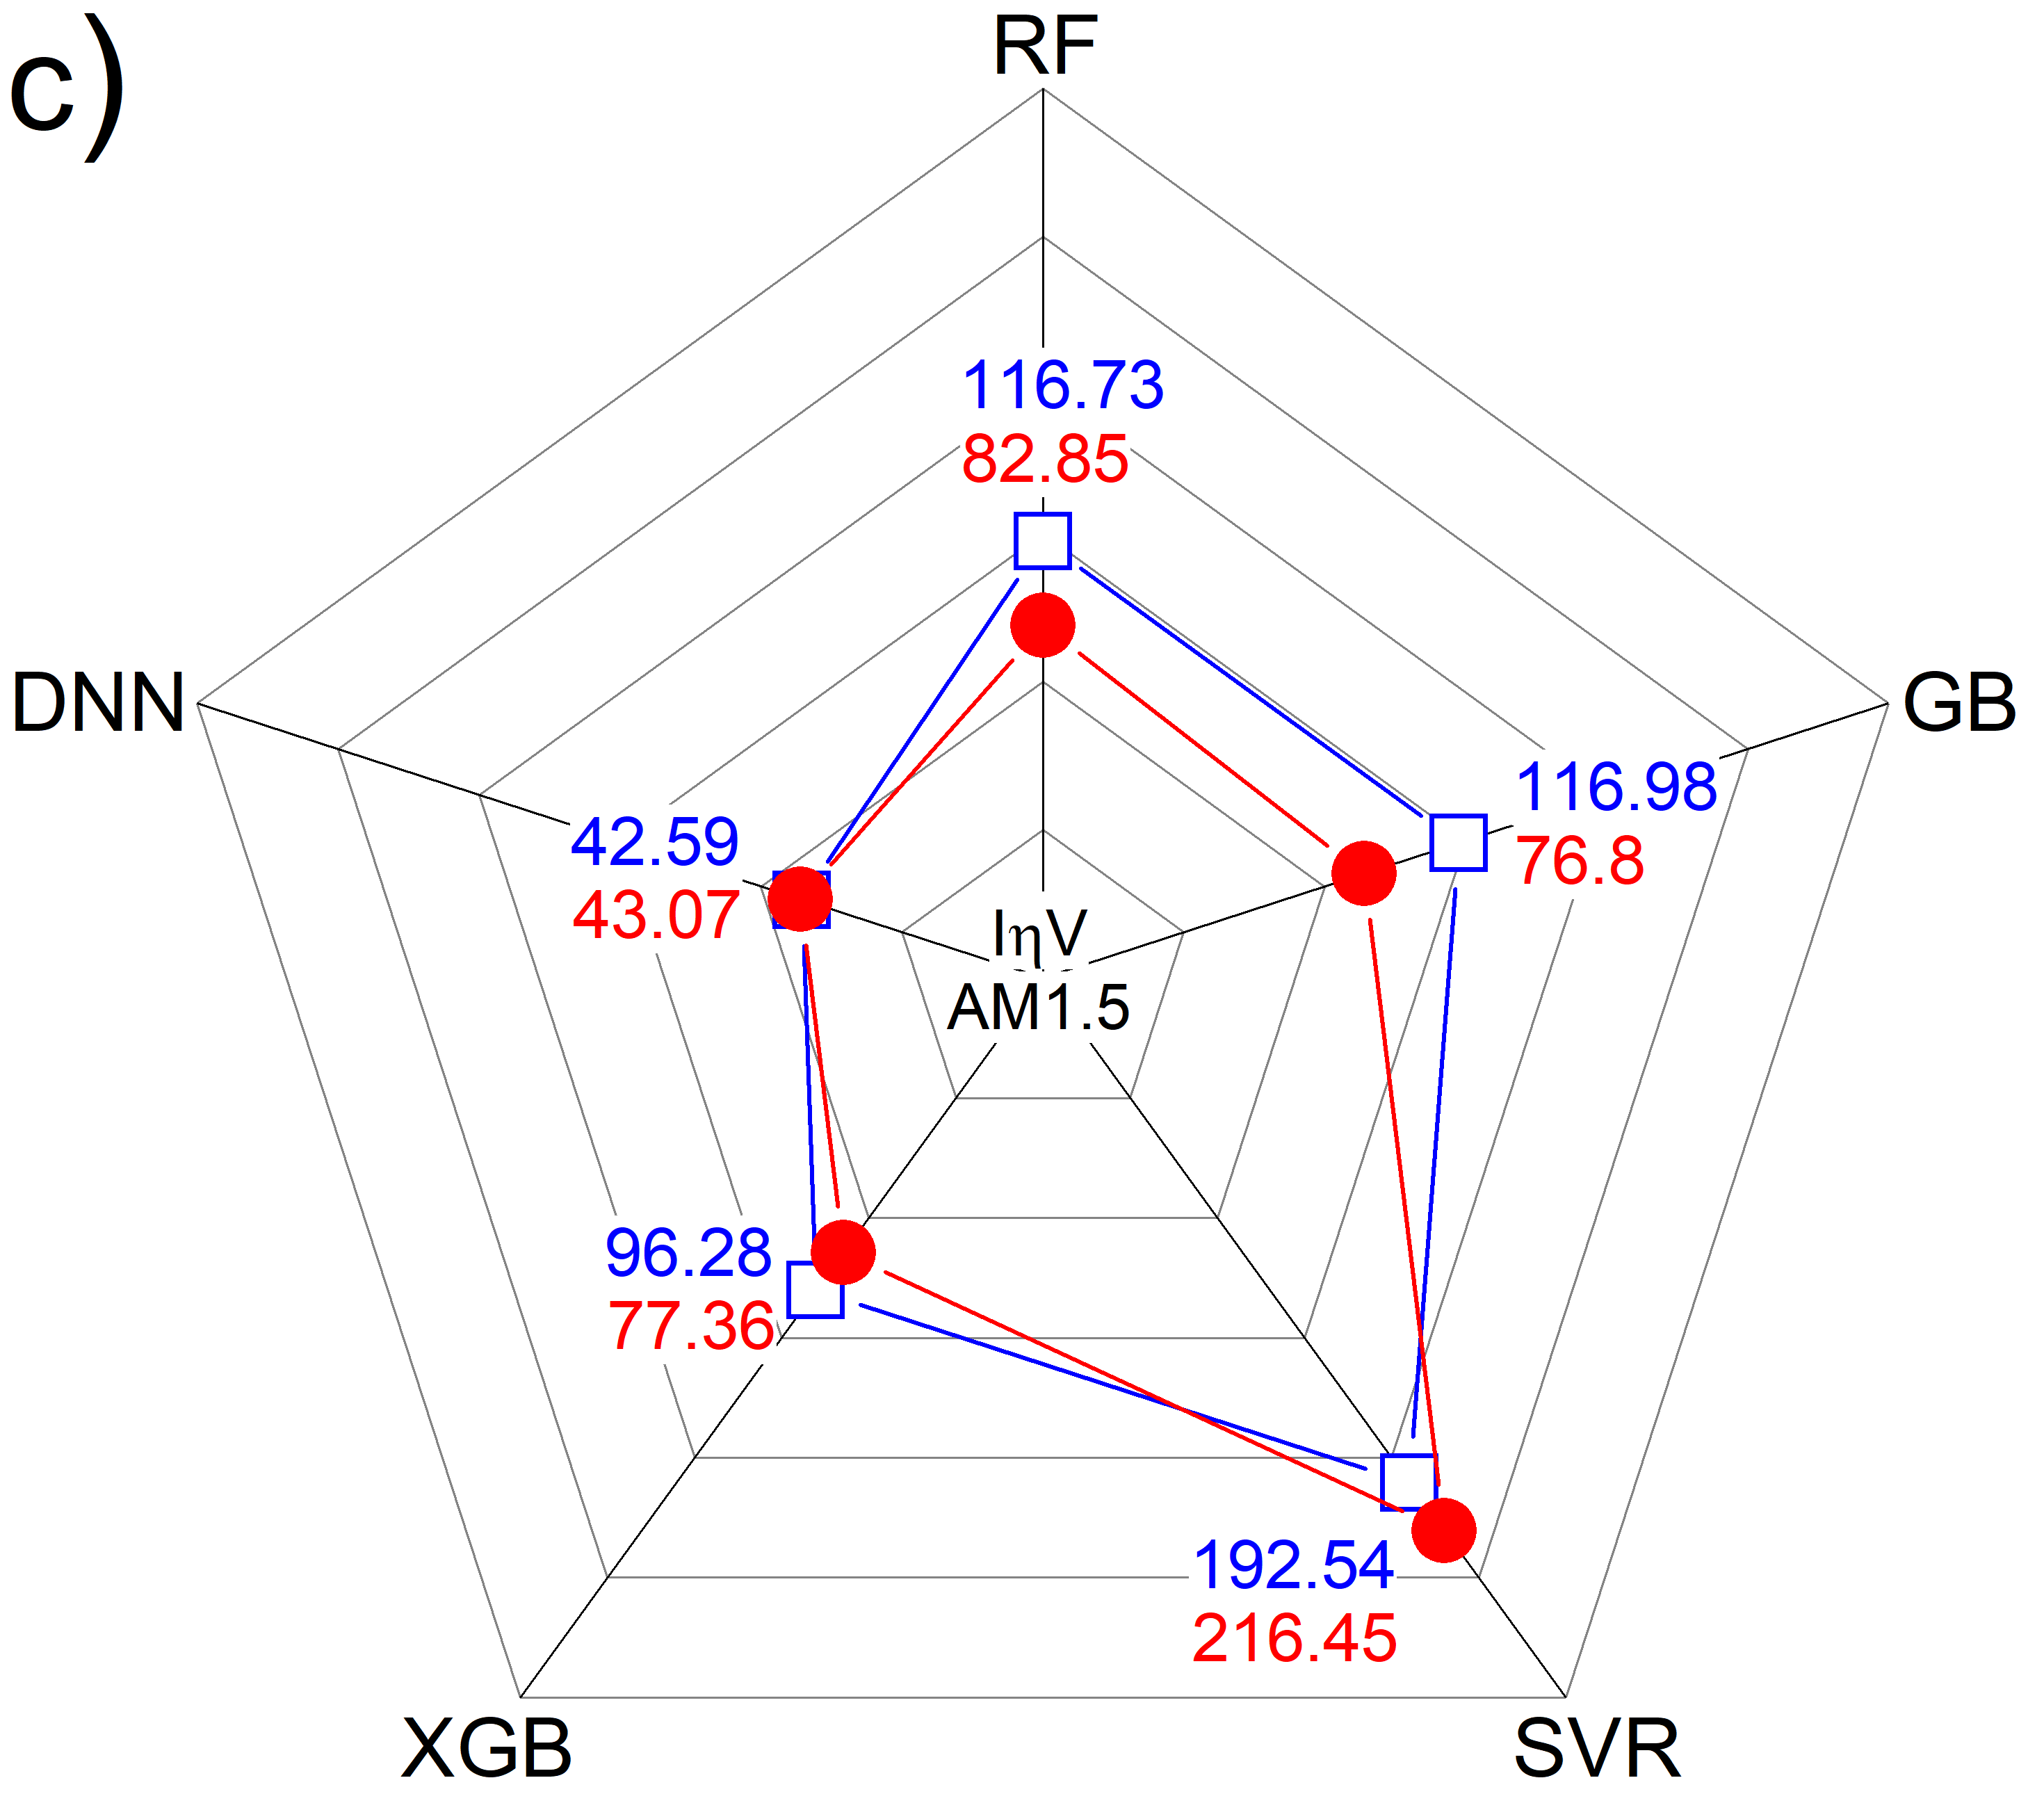 c)
RF
116.73
82.85
DNN
GB
116.98
76.8
42.59
43.07
IηV
AM1.5
96.28
77.36
192.54
216.45
XGB
SVR